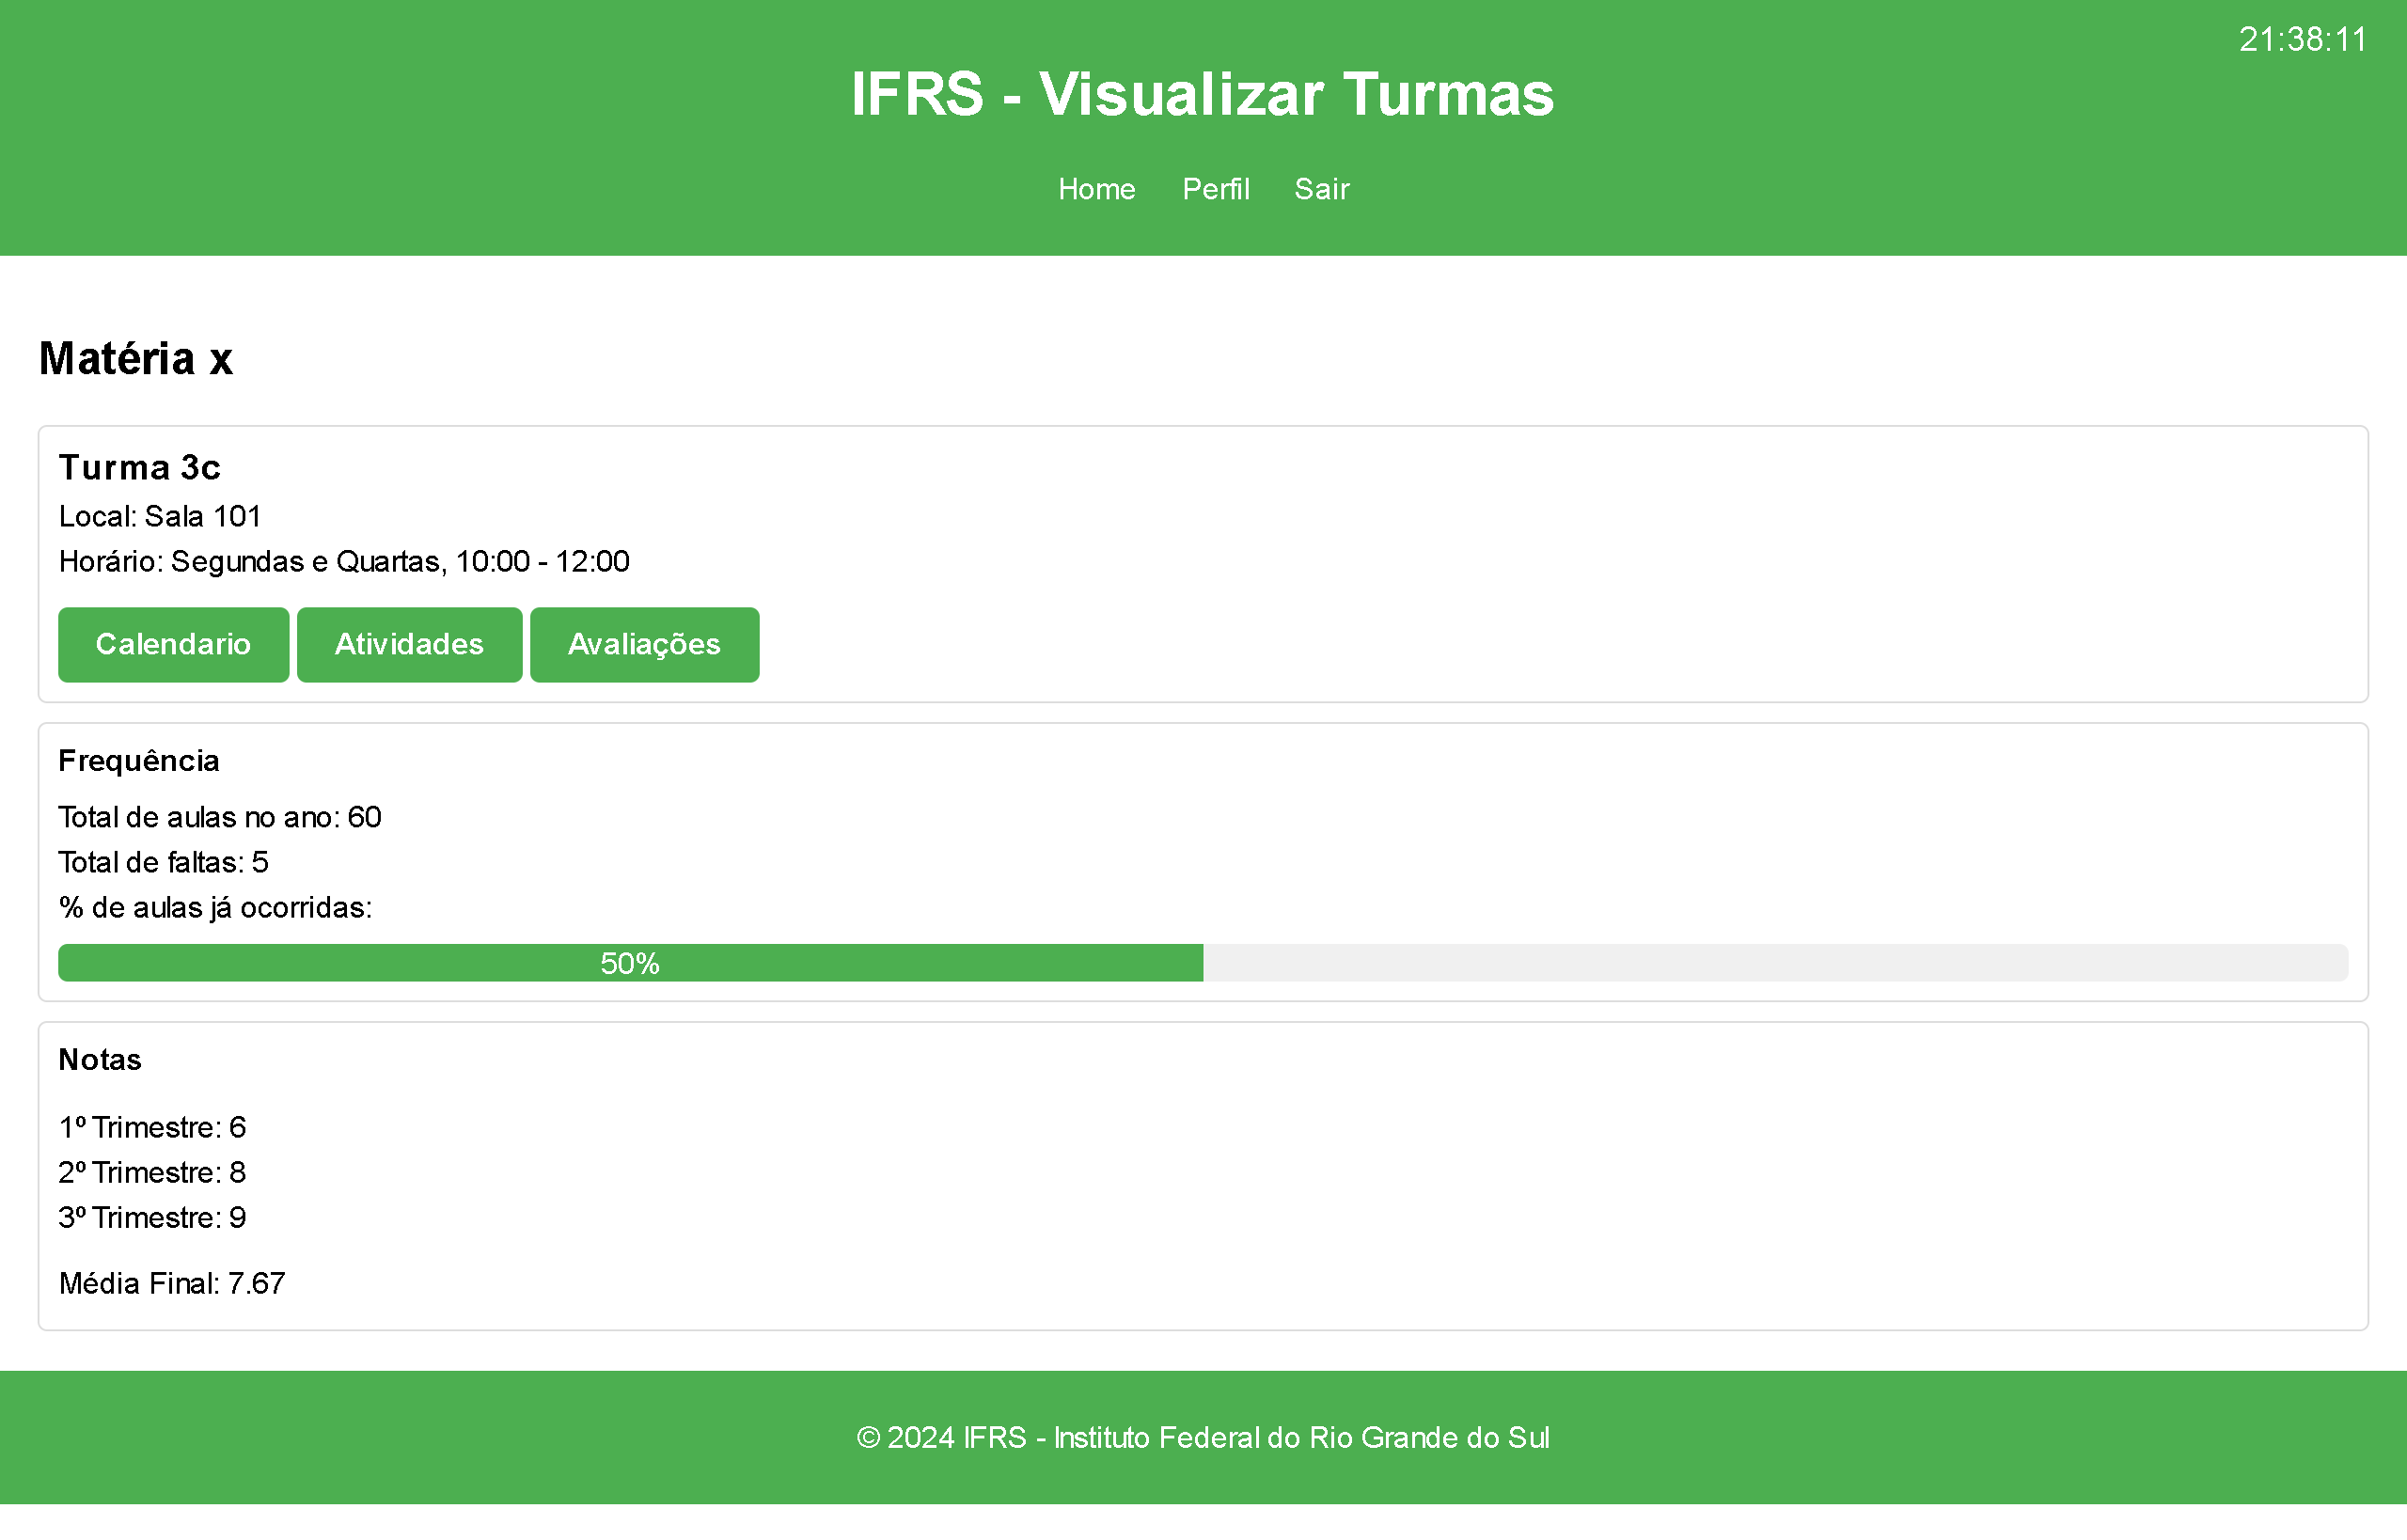 21:38:11
IFRS - Visualizar Turmas
Home Perfil Sair
Matéria x
Turma 3c
Local: Sala 101
Horário: Segundas e Quartas, 10:00 - 12:00
Calendario Atividades Avaliações
Frequência
Total de aulas no ano: 60
Total de faltas: 5
% de aulas já ocorridas:
50%
Notas
1º Trimestre: 6
2º Trimestre: 8
3º Trimestre: 9
Média Final: 7.67
© 2024 IFRS - Instituto Federal do Rio Grande do Sul